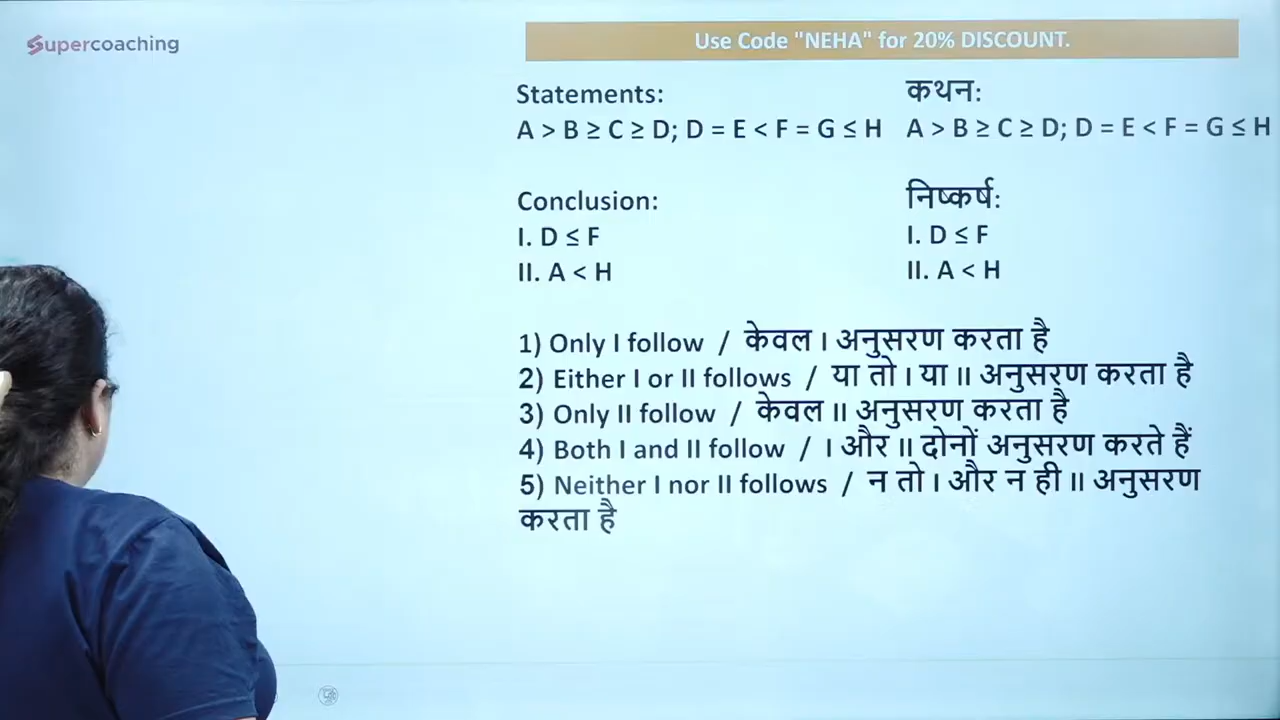 Supercoaching
Use Code "NEHA" for 20% DISCOUNT.
Statements:
A > B ≥ C ≥ D; D = E < F = G ≤ H
Conclusion:
I. D ≤ F
II. A < H
कथन:
A > B ≥ C ≥ D; D = E < F = G ≤ H
निष्कर्ष:
I. D ≤ F
II. A < H
1) Only I follow / केवल I अनुसरण करता है
2) Either I or II follows / या तो I या II अनुसरण करता है
3) Only II follow / केवल II अनुसरण करता है
4) Both I and II follow / I और II दोनों अनुसरण करते हैं
5) Neither I nor II follows / न तो I और न ही II अनुसरण
करता है